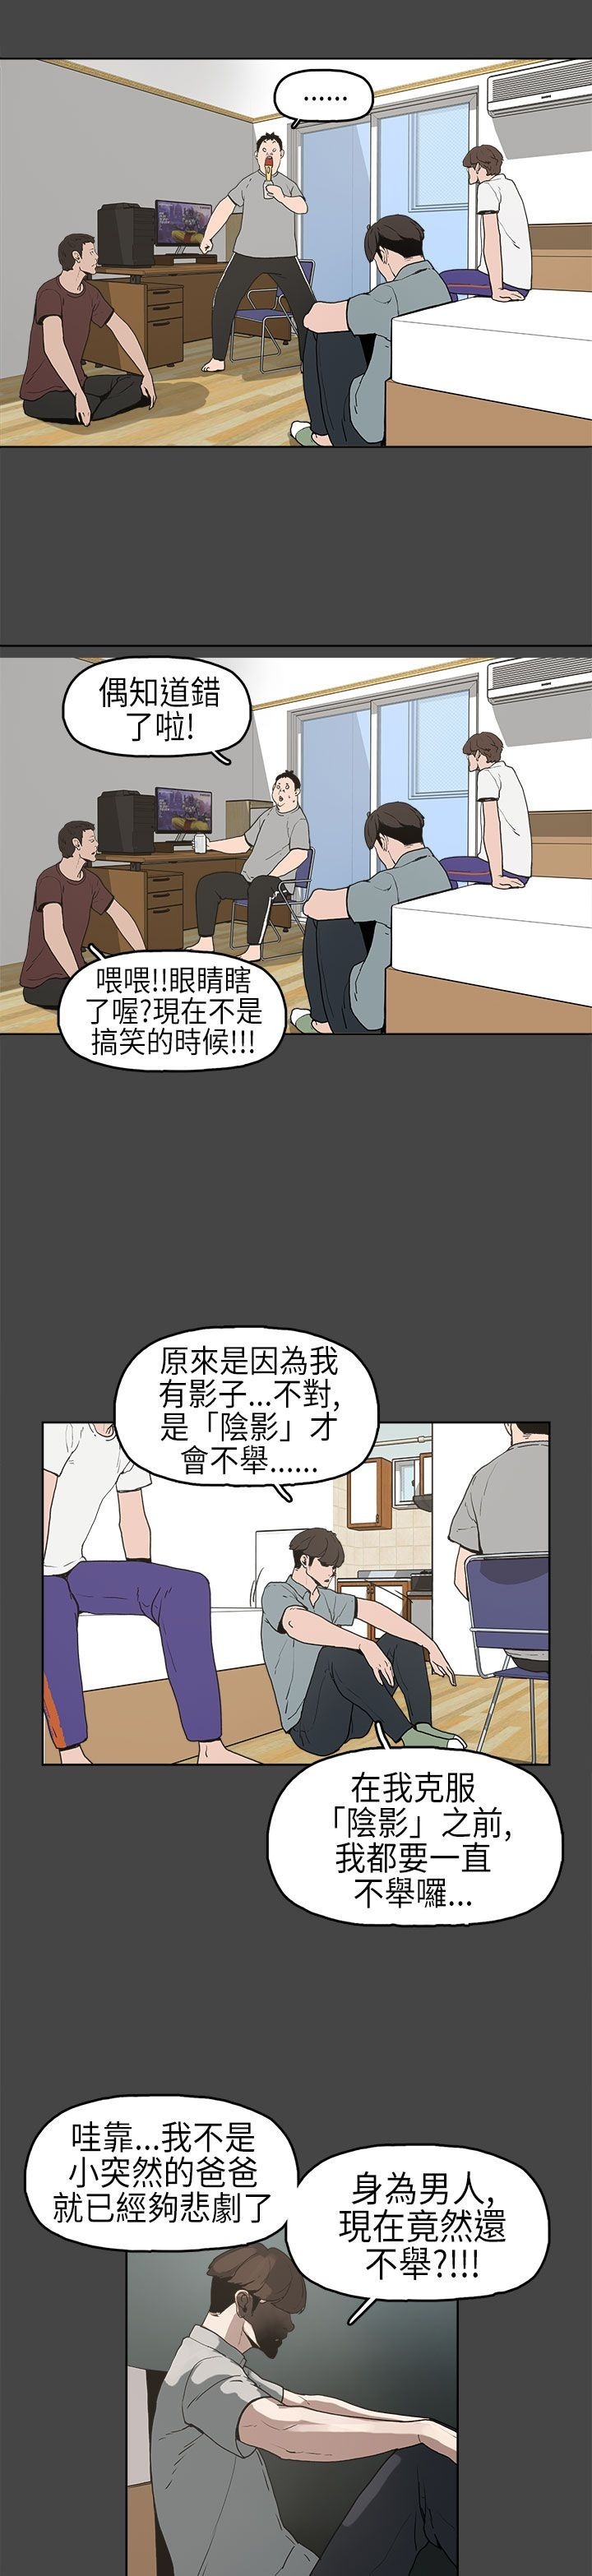 ......
偶知道錯
了啦!
喂喂!!眼睛瞎
了喔?現在不是
搞笑的時候!!!
原來是因為我
有影子...不對,
是「陰影」才
會不舉......
在我克服
「陰影」之前,
我都要一直
不舉囉...
哇靠...我不是
小突然的爸爸
就已經夠悲劇了
身為男人,
現在竟然還
不舉?!!!